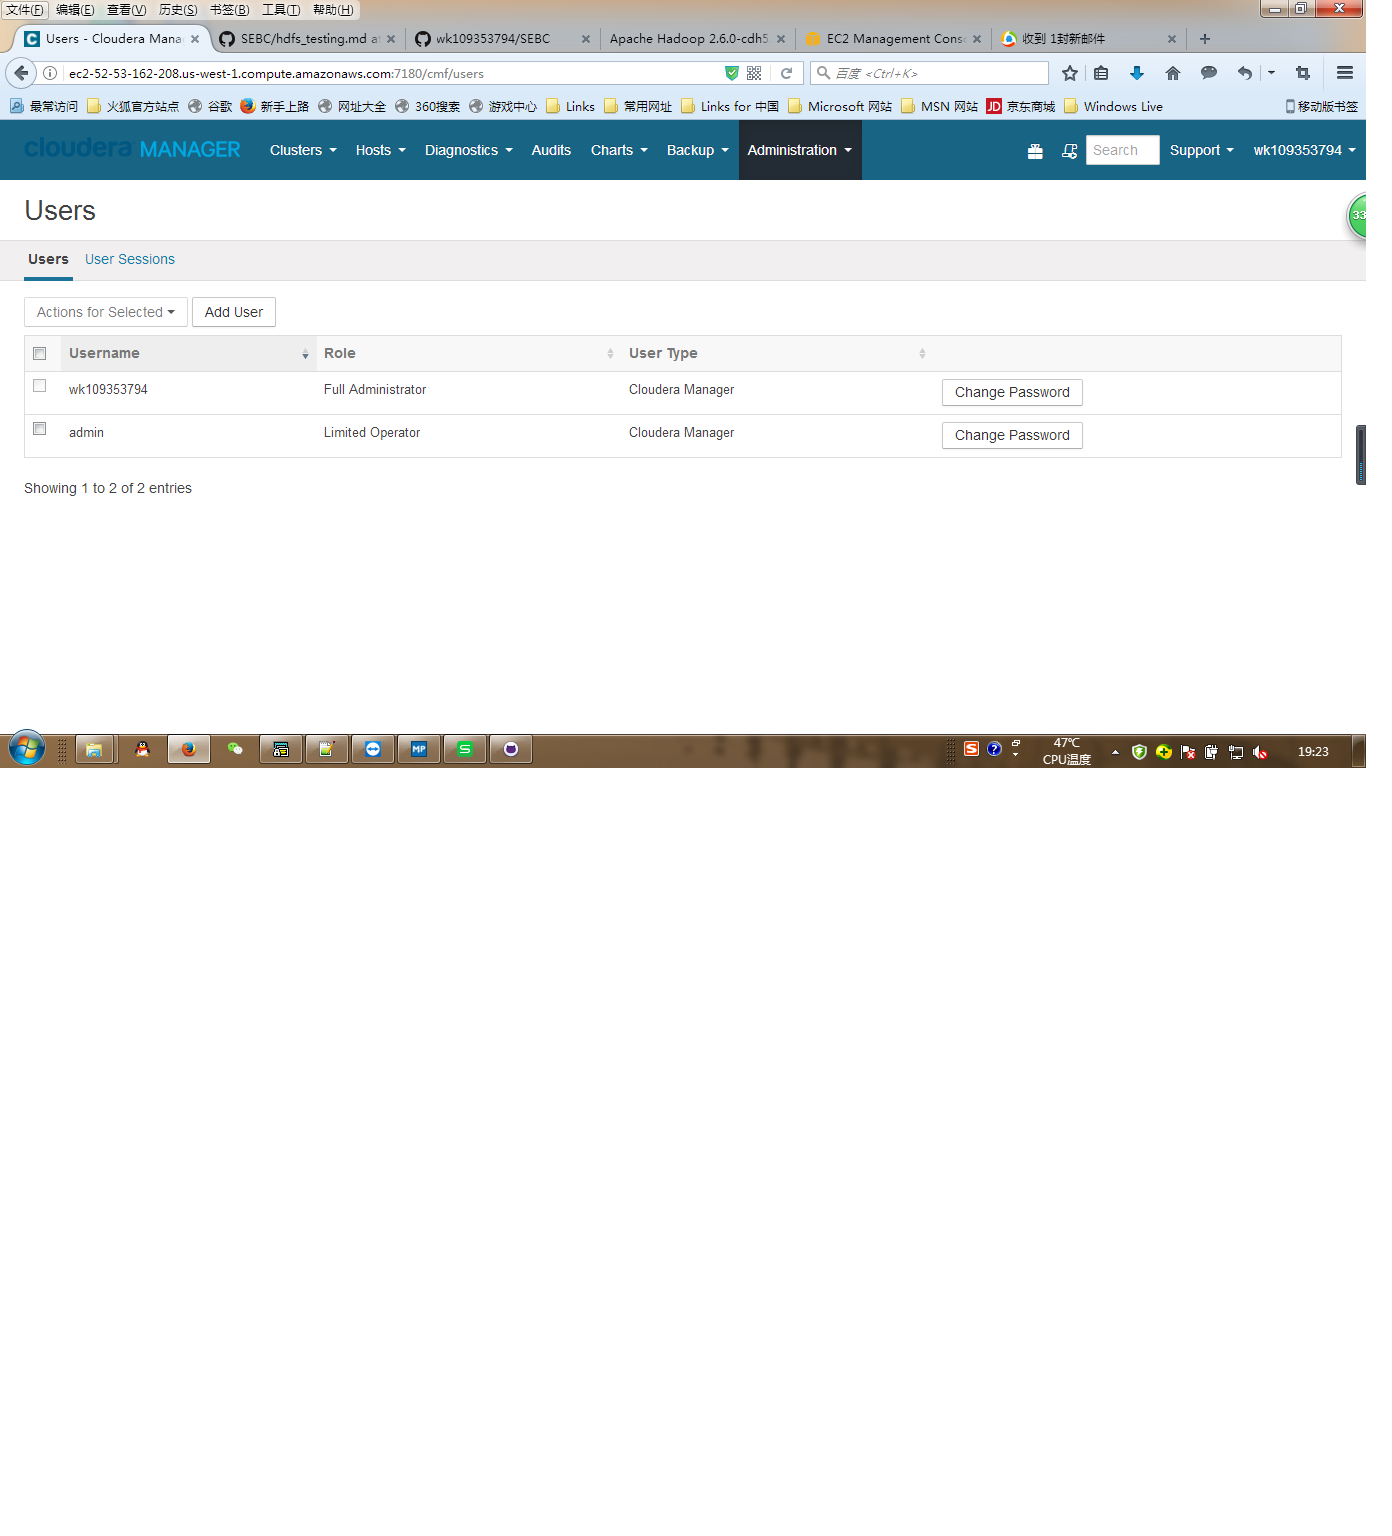 文件(F) 编辑(E) 查看(V) 历史(S) 书签(B) 工具(T) 帮助(H)
Users - Cloudera Mana SEBC/hdfs_testing.md a wk109353794/SEBC Apache Hadoop 2.6.0-cdh5 EC2 Management Cons 收到 1封新邮件
ec2-52-53-162-208.us-west-1.compute.amazonaws.com:7180/cmf/users 百度 <Ctrl+K>
最常访问 火狐官方站点 谷歌 新手上路 网址大全 360搜索 游戏中心 Links 常用网址 Links for 中国 Microsoft 网站 MSN 网站 JD 京东商城 Windows Live 移动版书签
cloudera MANAGER Clusters Hosts Diagnostics Audits Charts Backup Administration Search Support wk109353794
Users
33
Users User Sessions
Actions for Selected Add User
Username Role User Type
wk109353794 Full Administrator Cloudera Manager Change Password
admin Limited Operator Cloudera Manager Change Password
Showing 1 to 2 of 2 entries
MP S S ? 47℃ 19:23
CPU温度